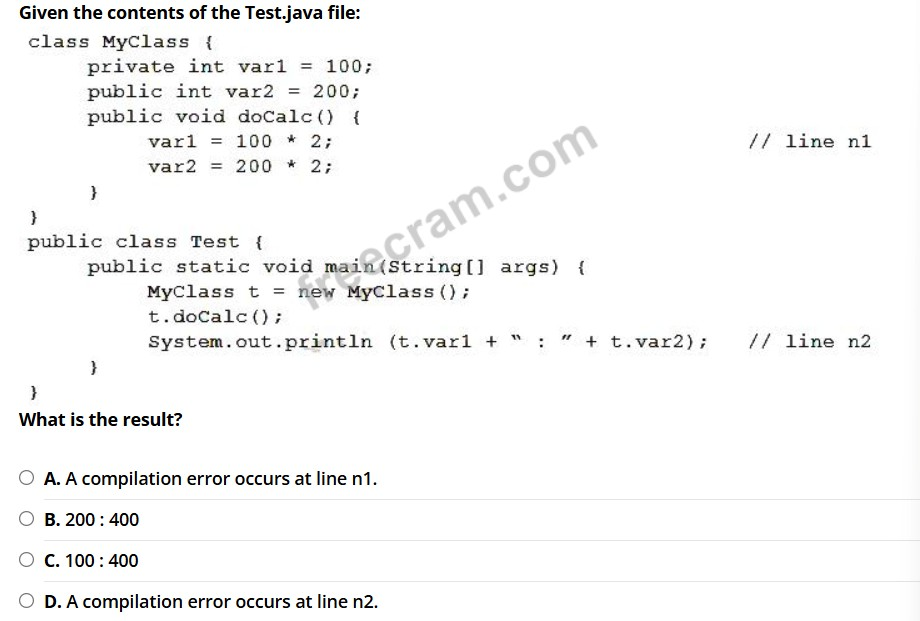 Given the contents of the Test.java file:
class MyClass {
private int var1 = 100;
public int var2 = 200;
public void doCalc() {
var1 = 100 * 2; // line n1
var2 = 200 * 2;
}
}
public class Test {
public static void main(String[] args) {
MyClass t = new MyClass();
t.doCalc();
System.out.println (t.var1 + “ : ” + t.var2); // line n2
}
}
freecram.com
What is the result?
A. A compilation error occurs at line n1.
B. 200 : 400
C. 100 : 400
D. A compilation error occurs at line n2.